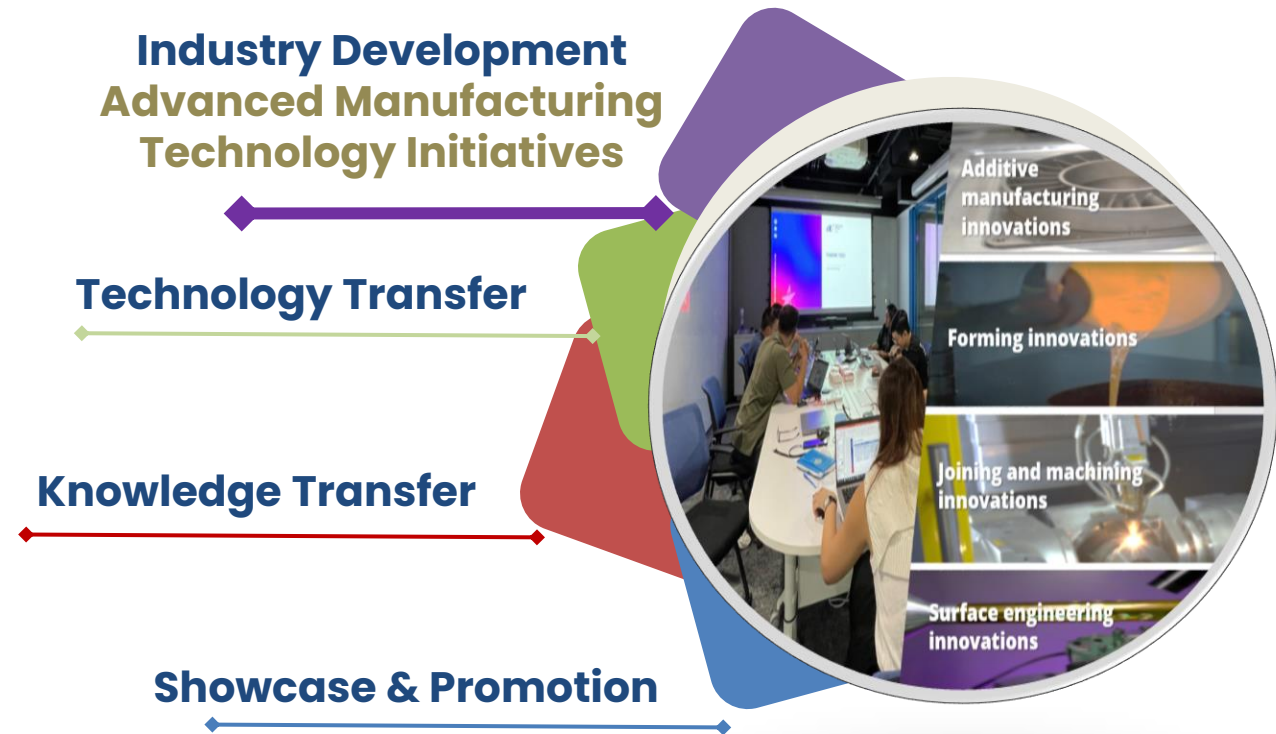 Industry Development
Advanced Manufacturing
Technology Initiatives
Technology Transfer
Knowledge Transfer
Showcase & Promotion
Additive
manufacturing
innovations
Forming innovations
Joining and machining
innovations
Surface engineering
innovations